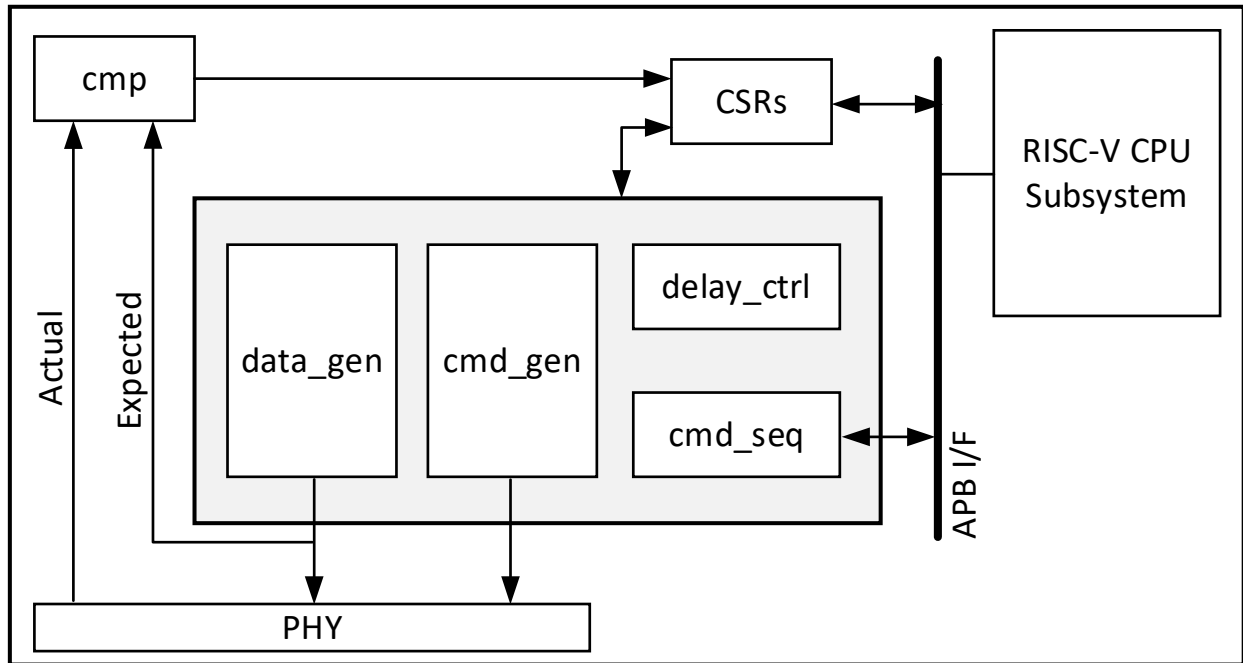 cmp
CSRs
RISC-V CPU
Subsystem
delay_ctrl
data_gen
cmd_gen
cmd_seq
Actual
Expected
APB I/F
PHY